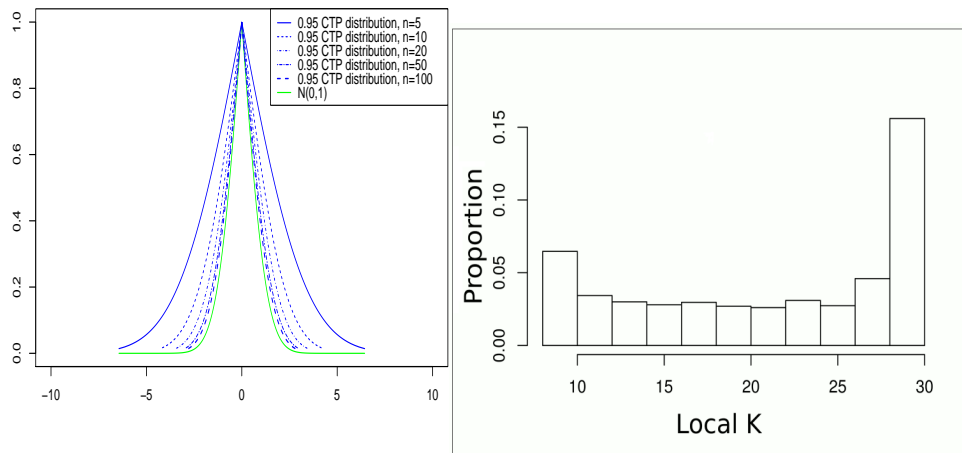 0.95 CTP distribution, n=5
0.95 CTP distribution, n=10
0.95 CTP distribution, n=20
0.95 CTP distribution, n=50
0.95 CTP distribution, n=100
N(0,1)
1.0
0.8
0.6
0.4
0.2
0.0
−10 −5 0 5 10
Proportion
0.15
0.10
0.05
0.00
10 15 20 25 30
Local K